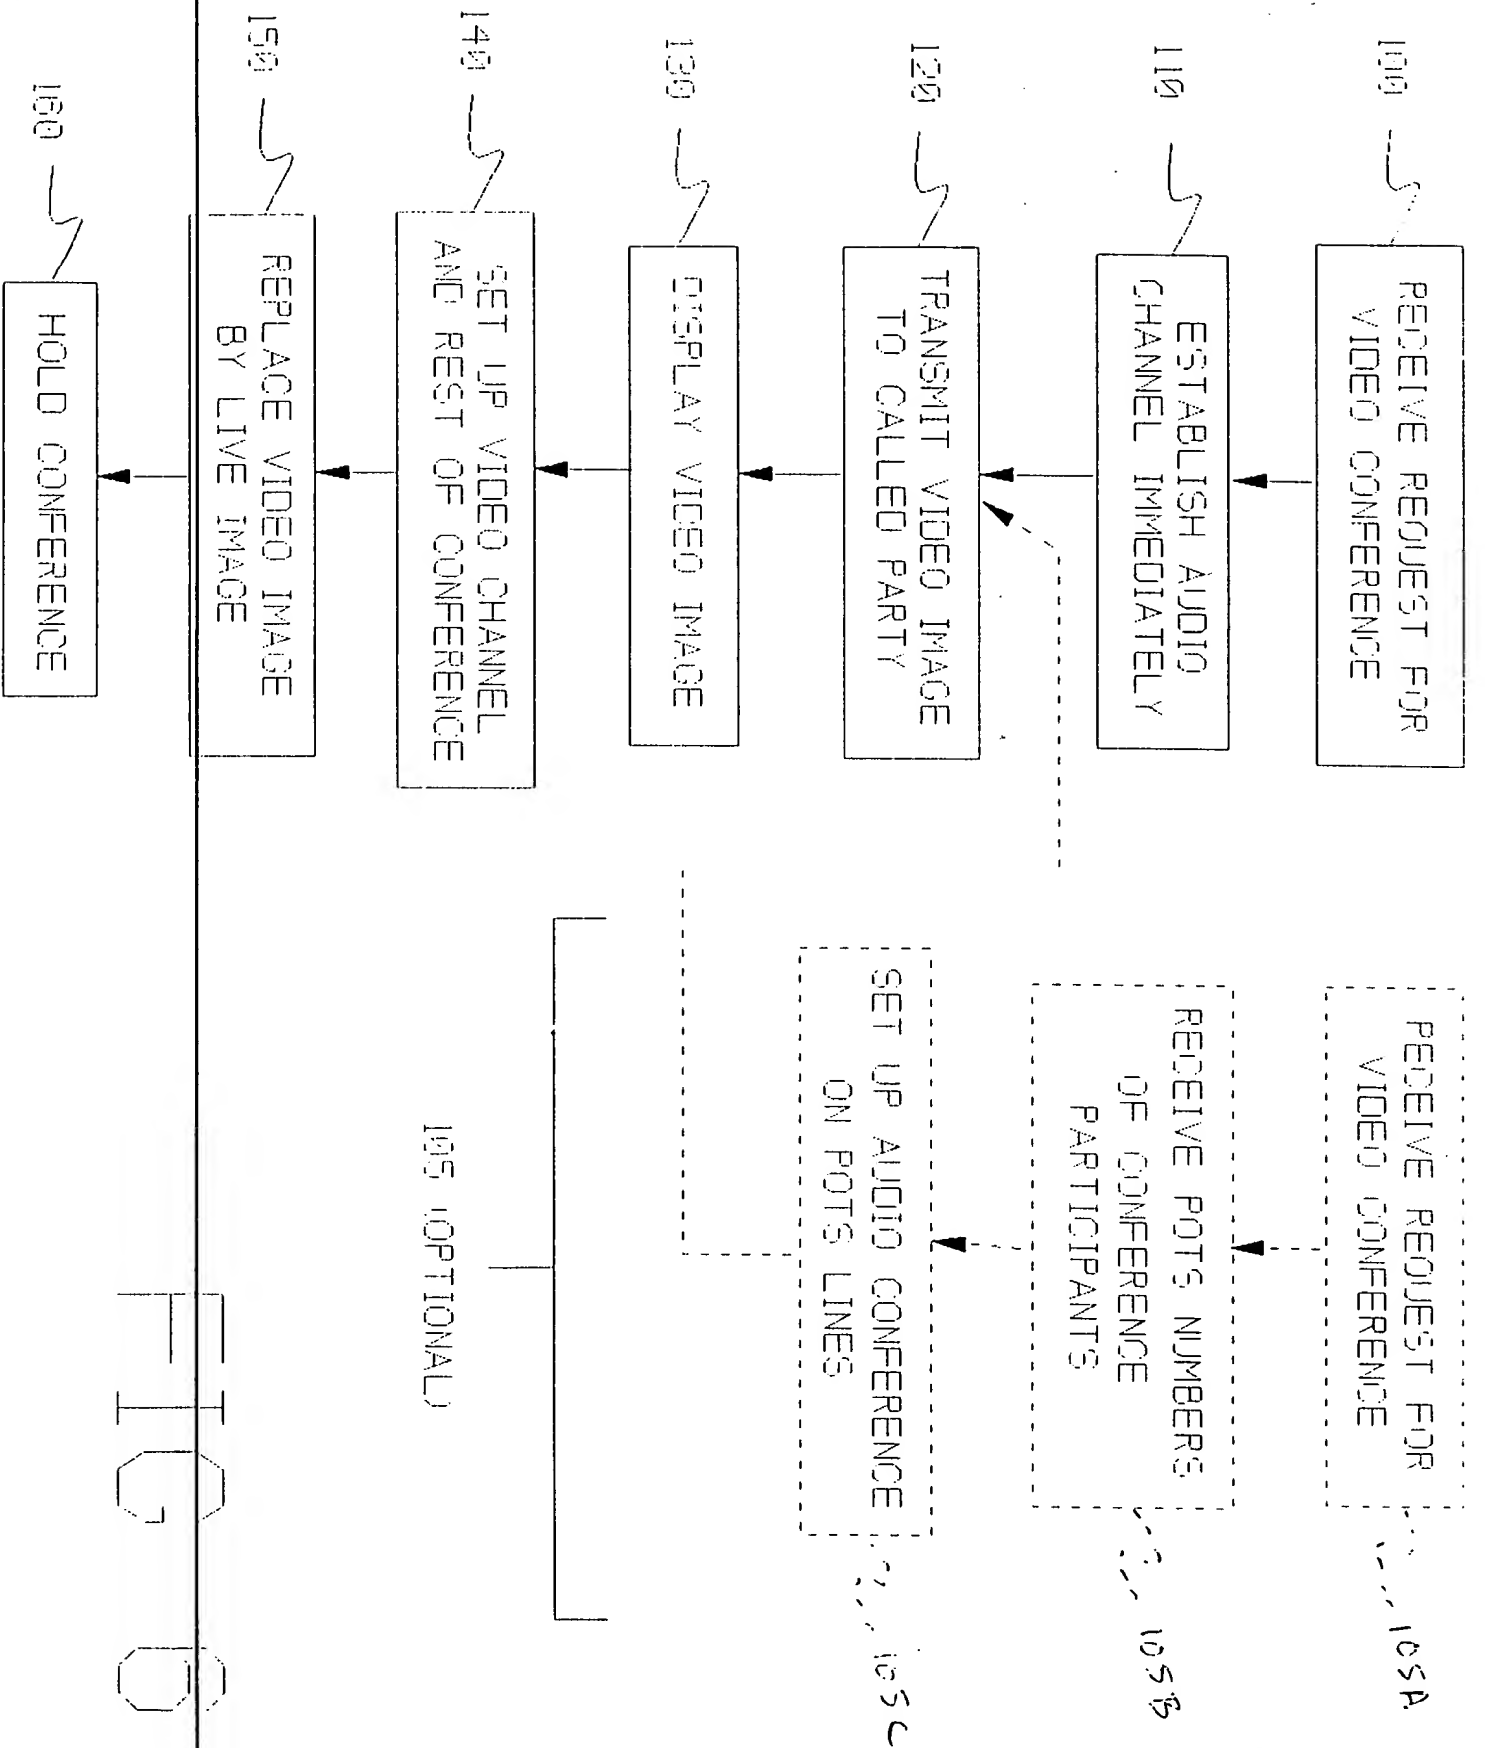 100
RECEIVE REQUEST FOR
VIDEO CONFERENCE
110
ESTABLISH AUDIO
CHANNEL IMMEDIATELY
120
TRANSMIT VIDEO IMAGE
TO CALLED PARTY
130
DISPLAY VIDEO IMAGE
140
SET UP VIDEO CHANNEL
AND REST OF CONFERENCE
150
REPLACE VIDEO IMAGE
BY LIVE IMAGE
160
HOLD CONFERENCE
RECEIVE REQUEST FOR
VIDEO CONFERENCE
105A
RECEIVE POTS NUMBERS
OF CONFERENCE
PARTICIPANTS
105B
SET UP AUDIO CONFERENCE
ON POTS LINES
105C
105 (OPTIONAL)
FIG